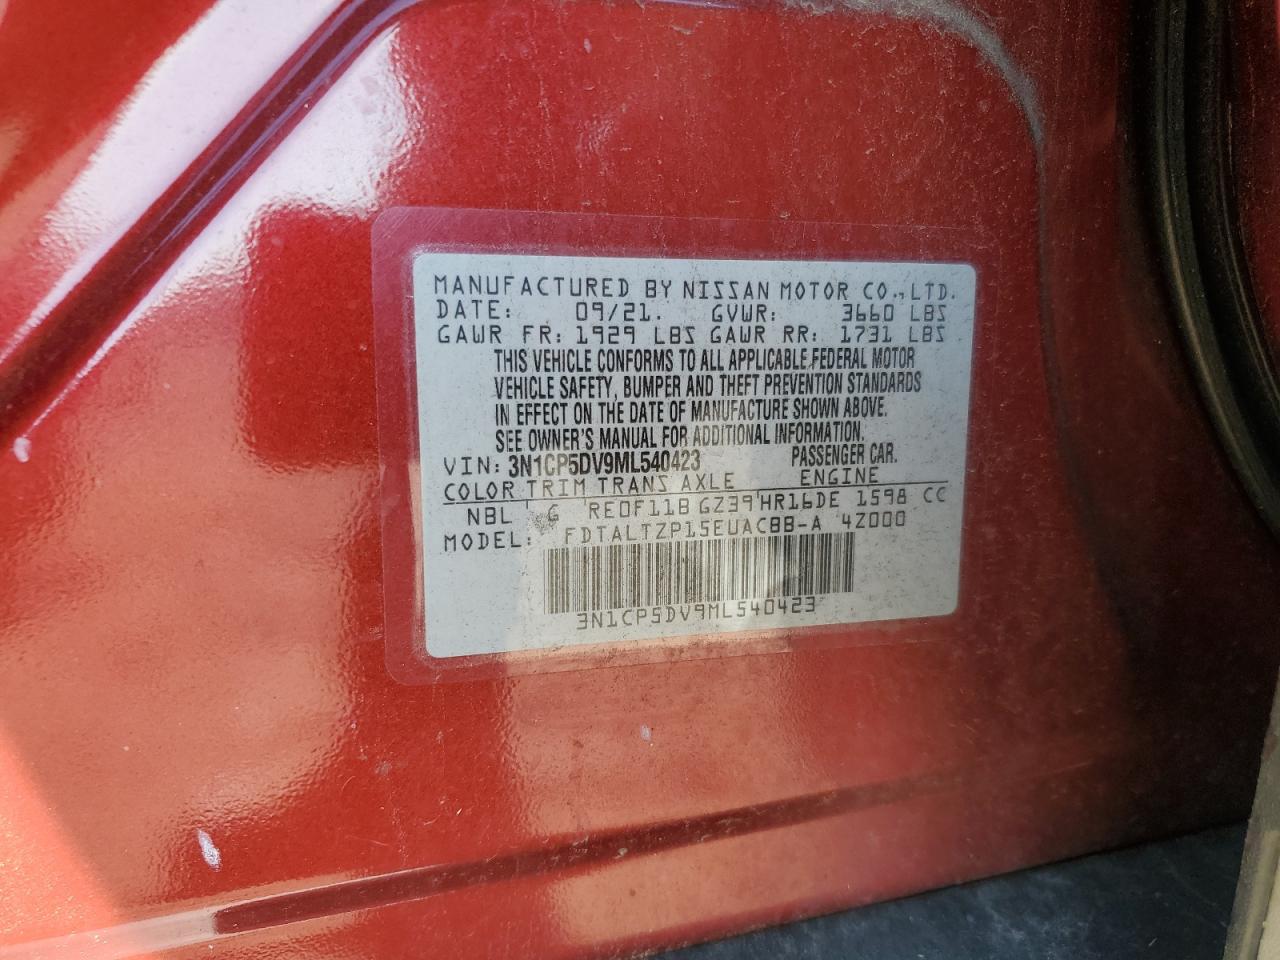 MANUFACTURED BY NISSAN MOTOR CO., LTD.
DATE: 09/21. GVWR: 3660 LBS
GAWR FR: 1929 LBS GAWR RR: 1731 LBS
THIS VEHICLE CONFORMS TO ALL APPLICABLE FEDERAL MOTOR
VEHICLE SAFETY, BUMPER AND THEFT PREVENTION STANDARDS
IN EFFECT ON THE DATE OF MANUFACTURE SHOWN ABOVE.
SEE OWNER'S MANUAL FOR ADDITIONAL INFORMATION.
VIN: 3N1CP5DV9ML540423 PASSENGER CAR.
COLOR TRIM TRANS AXLE ENGINE
NBL G RE0F11B GZ39 HR16DE 1598 CC
MODEL: FDTALTZP15EUACBB-A 4Z000
3N1CP5DV9ML540423